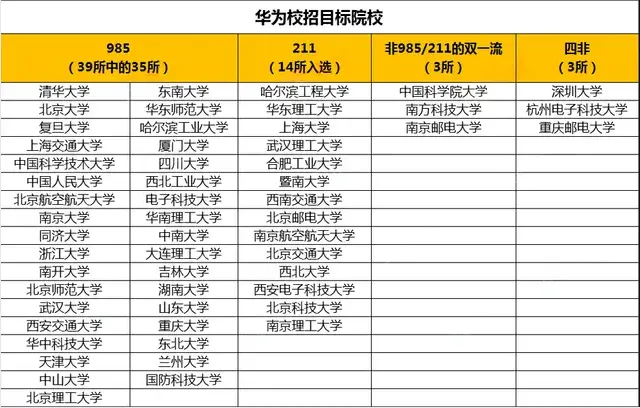 华为校招目标院校
985 211 非985/211的双一流 四非
（39所中的35所） （14所入选） （3所） （3所）
清华大学 东南大学 哈尔滨工程大学 中国科学院大学 深圳大学
北京大学 华东师范大学 华东理工大学 南方科技大学 杭州电子科技大学
复旦大学 哈尔滨工业大学 上海大学 南京邮电大学 重庆邮电大学
上海交通大学 厦门大学 武汉理工大学
中国科学技术大学 四川大学 合肥工业大学
中国人民大学 西北工业大学 暨南大学
北京航空航天大学 电子科技大学 西南交通大学
南京大学 华南理工大学 北京邮电大学
同济大学 中南大学 南京航空航天大学
浙江大学 大连理工大学 北京交通大学
南开大学 吉林大学 西北大学
北京师范大学 湖南大学 西安电子科技大学
武汉大学 山东大学 北京科技大学
西安交通大学 重庆大学 南京理工大学
华中科技大学 东北大学
天津大学 兰州大学
中山大学 国防科技大学
北京理工大学